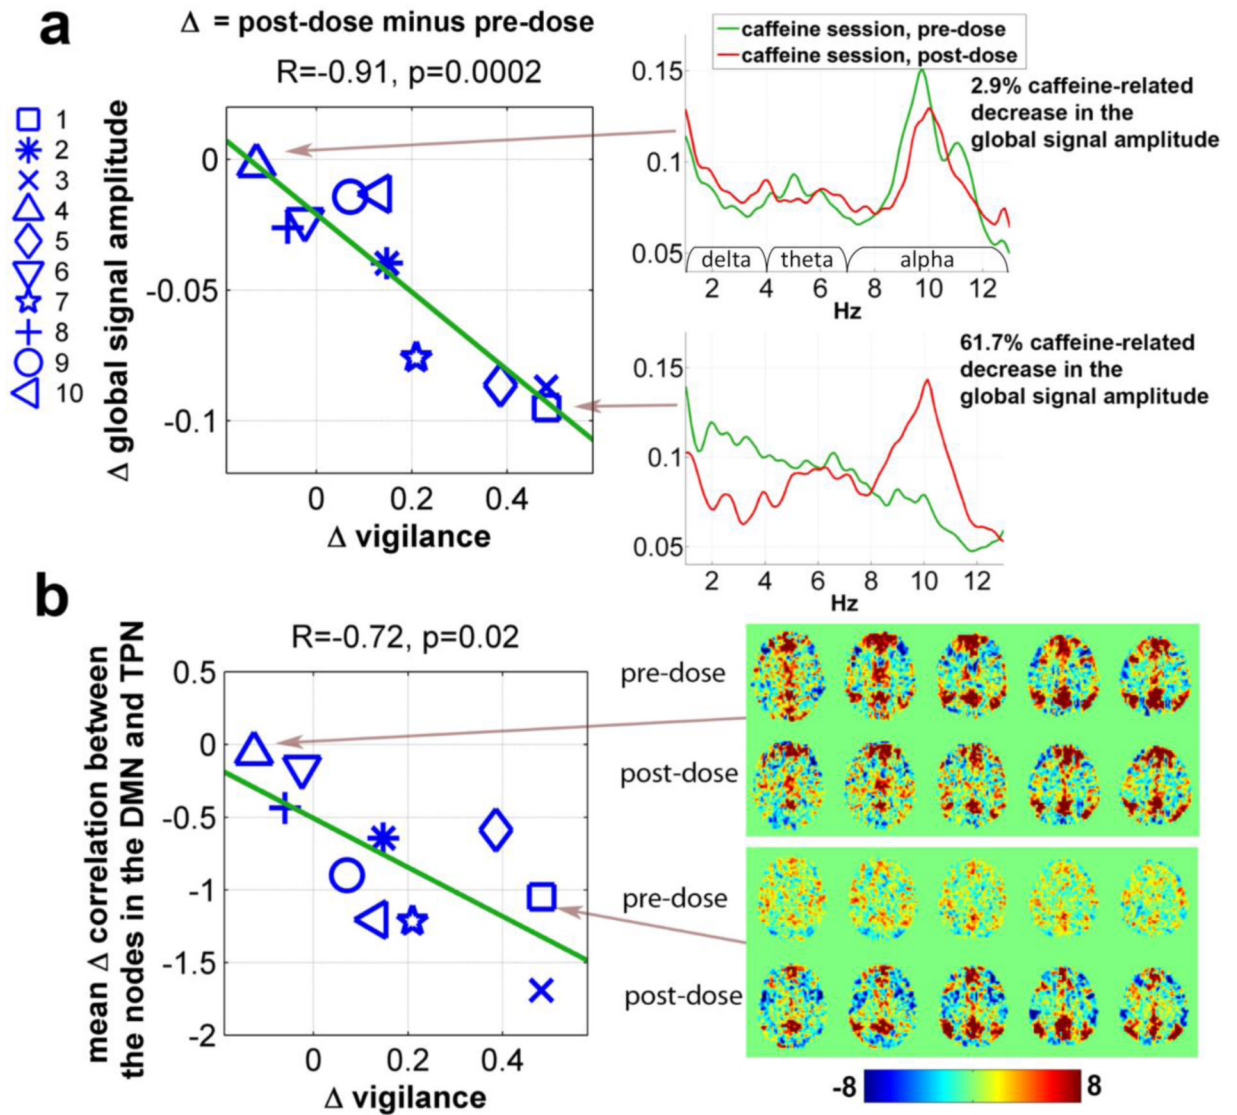 a
Δ = post-dose minus pre-dose
R=-0.91, p=0.0002
1
2
3
4
5
6
7
8
9
10
Δ global signal amplitude
0
-0.05
-0.1
0
0.2
0.4
Δ vigilance
caffeine session, pre-dose
caffeine session, post-dose
0.15
0.1
0.05
2.9% caffeine-related
decrease in the
global signal amplitude
delta
theta
alpha
2
4
6
8
10
12
Hz
0.15
0.1
0.05
61.7% caffeine-related
decrease in the
global signal amplitude
2
4
6
8
10
12
Hz
b
R=-0.72, p=0.02
mean Δ correlation between
the nodes in the DMN and TPN
0.5
0
-0.5
-1
-1.5
-2
0
0.2
0.4
Δ vigilance
pre-dose
post-dose
pre-dose
post-dose
-8
8